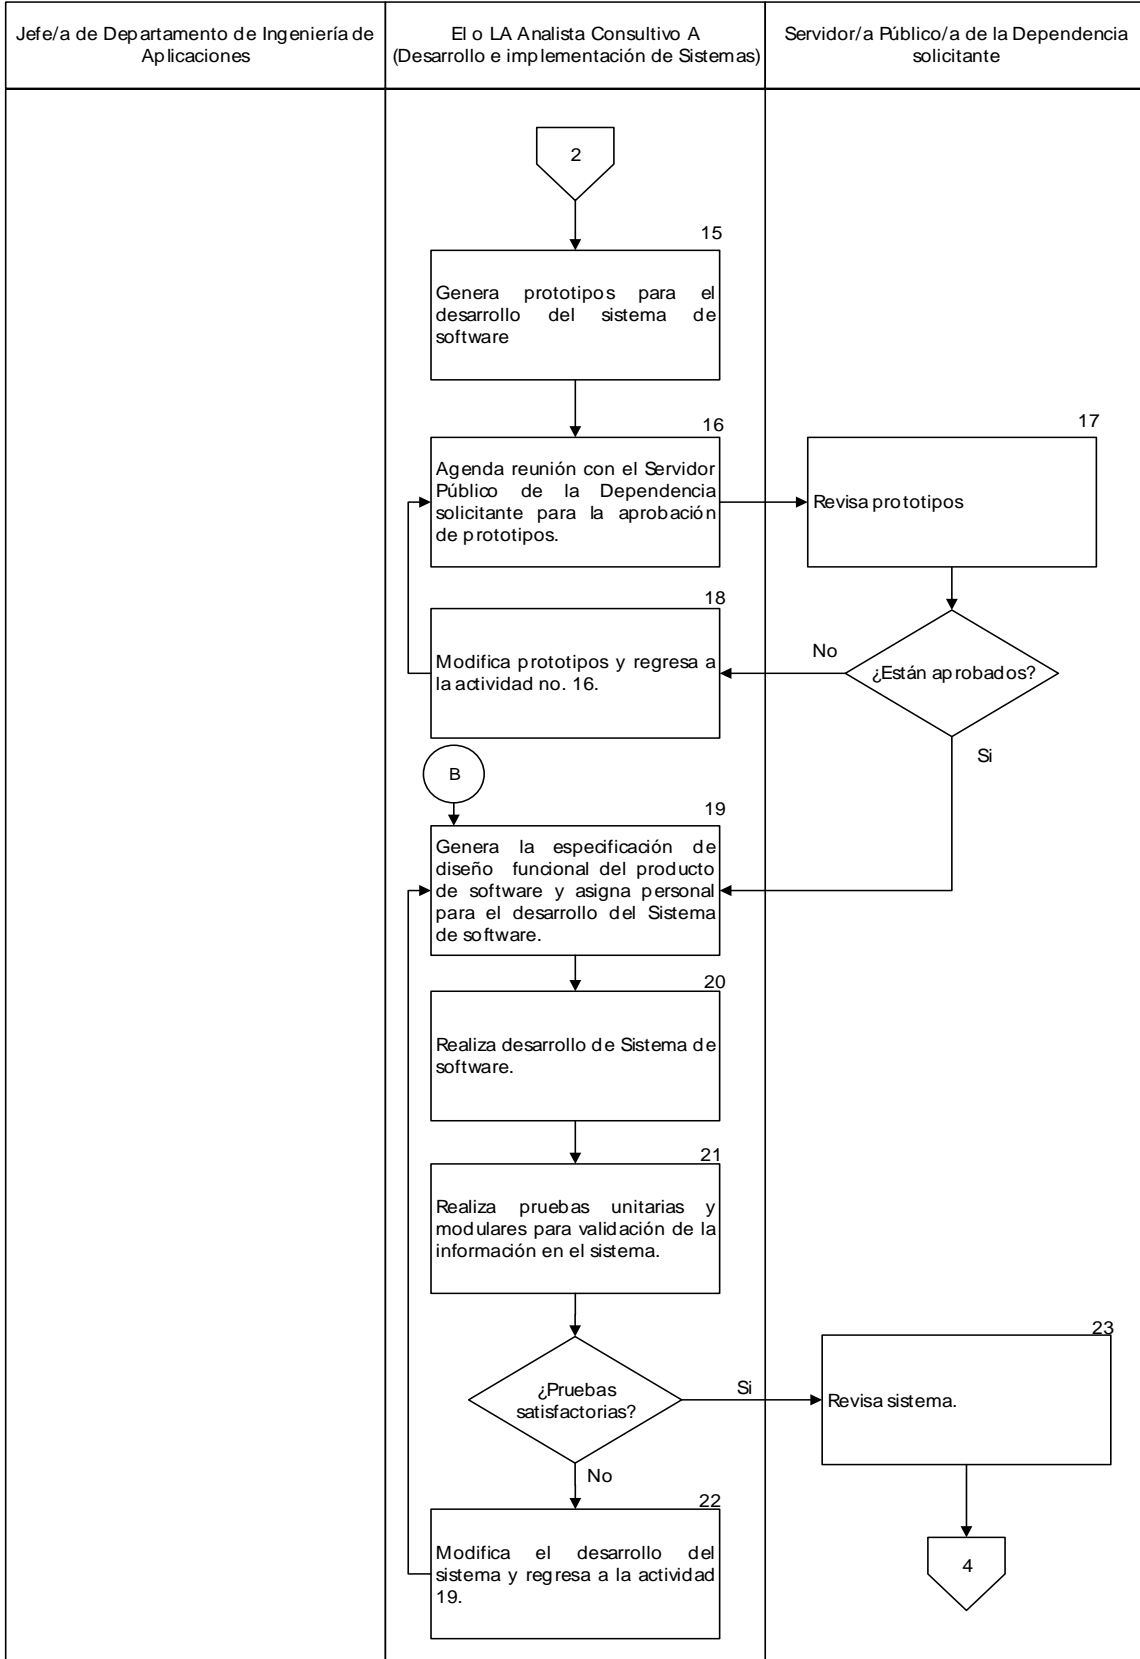 Jefe/a de Departamento de Ingeniería de
Aplicaciones
El o LA Analista Consultivo A
(Desarrollo e implementación de Sistemas)
Servidor/a Público/a de la Dependencia
solicitante
2
15
Genera prototipos para el
desarrollo del sistema de
software
16
Agenda reunión con el Servidor
Público de la Dependencia
solicitante para la aprobación
de prototipos.
17
Revisa prototipos
18
Modifica prototipos y regresa a
la actividad no. 16.
No
¿Están aprobados?
Si
B
19
Genera la especificación de
diseño funcional del producto
de software y asigna personal
para el desarrollo del Sistema
de software.
20
Realiza desarrollo de Sistema de
software.
21
Realiza pruebas unitarias y
modulares para validación de la
información en el sistema.
¿Pruebas
satisfactorias?
Si
23
Revisa sistema.
No
22
Modifica el desarrollo del
sistema y regresa a la actividad
19.
4